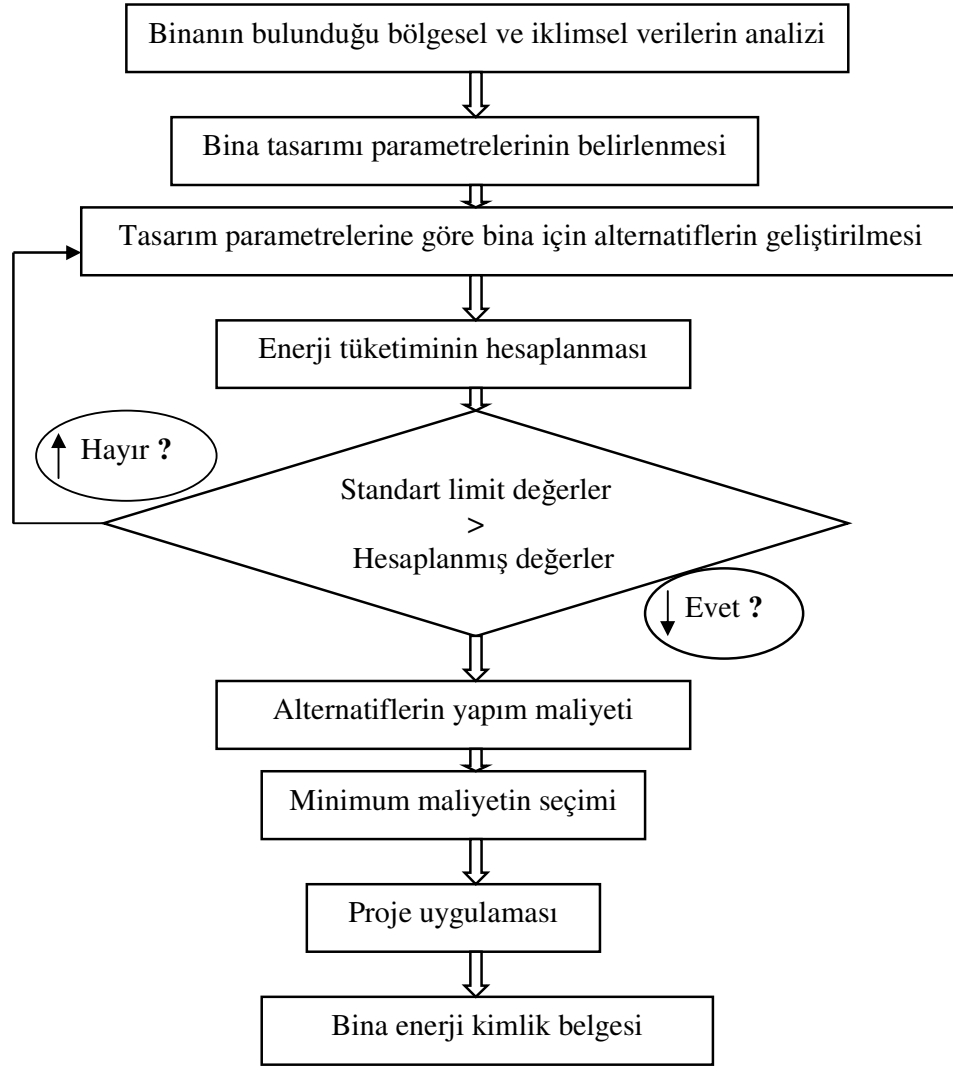 Binanın bulunduğu bölgesel ve iklimsel verilerin analizi
Bina tasarımı parametrelerinin belirlenmesi
Tasarım parametrelerine göre bina için alternatiflerin geliştirilmesi
Enerji tüketiminin hesaplanması
Hayır ?
Standart limit değerler
>
Hesaplanmış değerler
Evet ?
Alternatiflerin yapım maliyeti
Minimum maliyetin seçimi
Proje uygulaması
Bina enerji kimlik belgesi